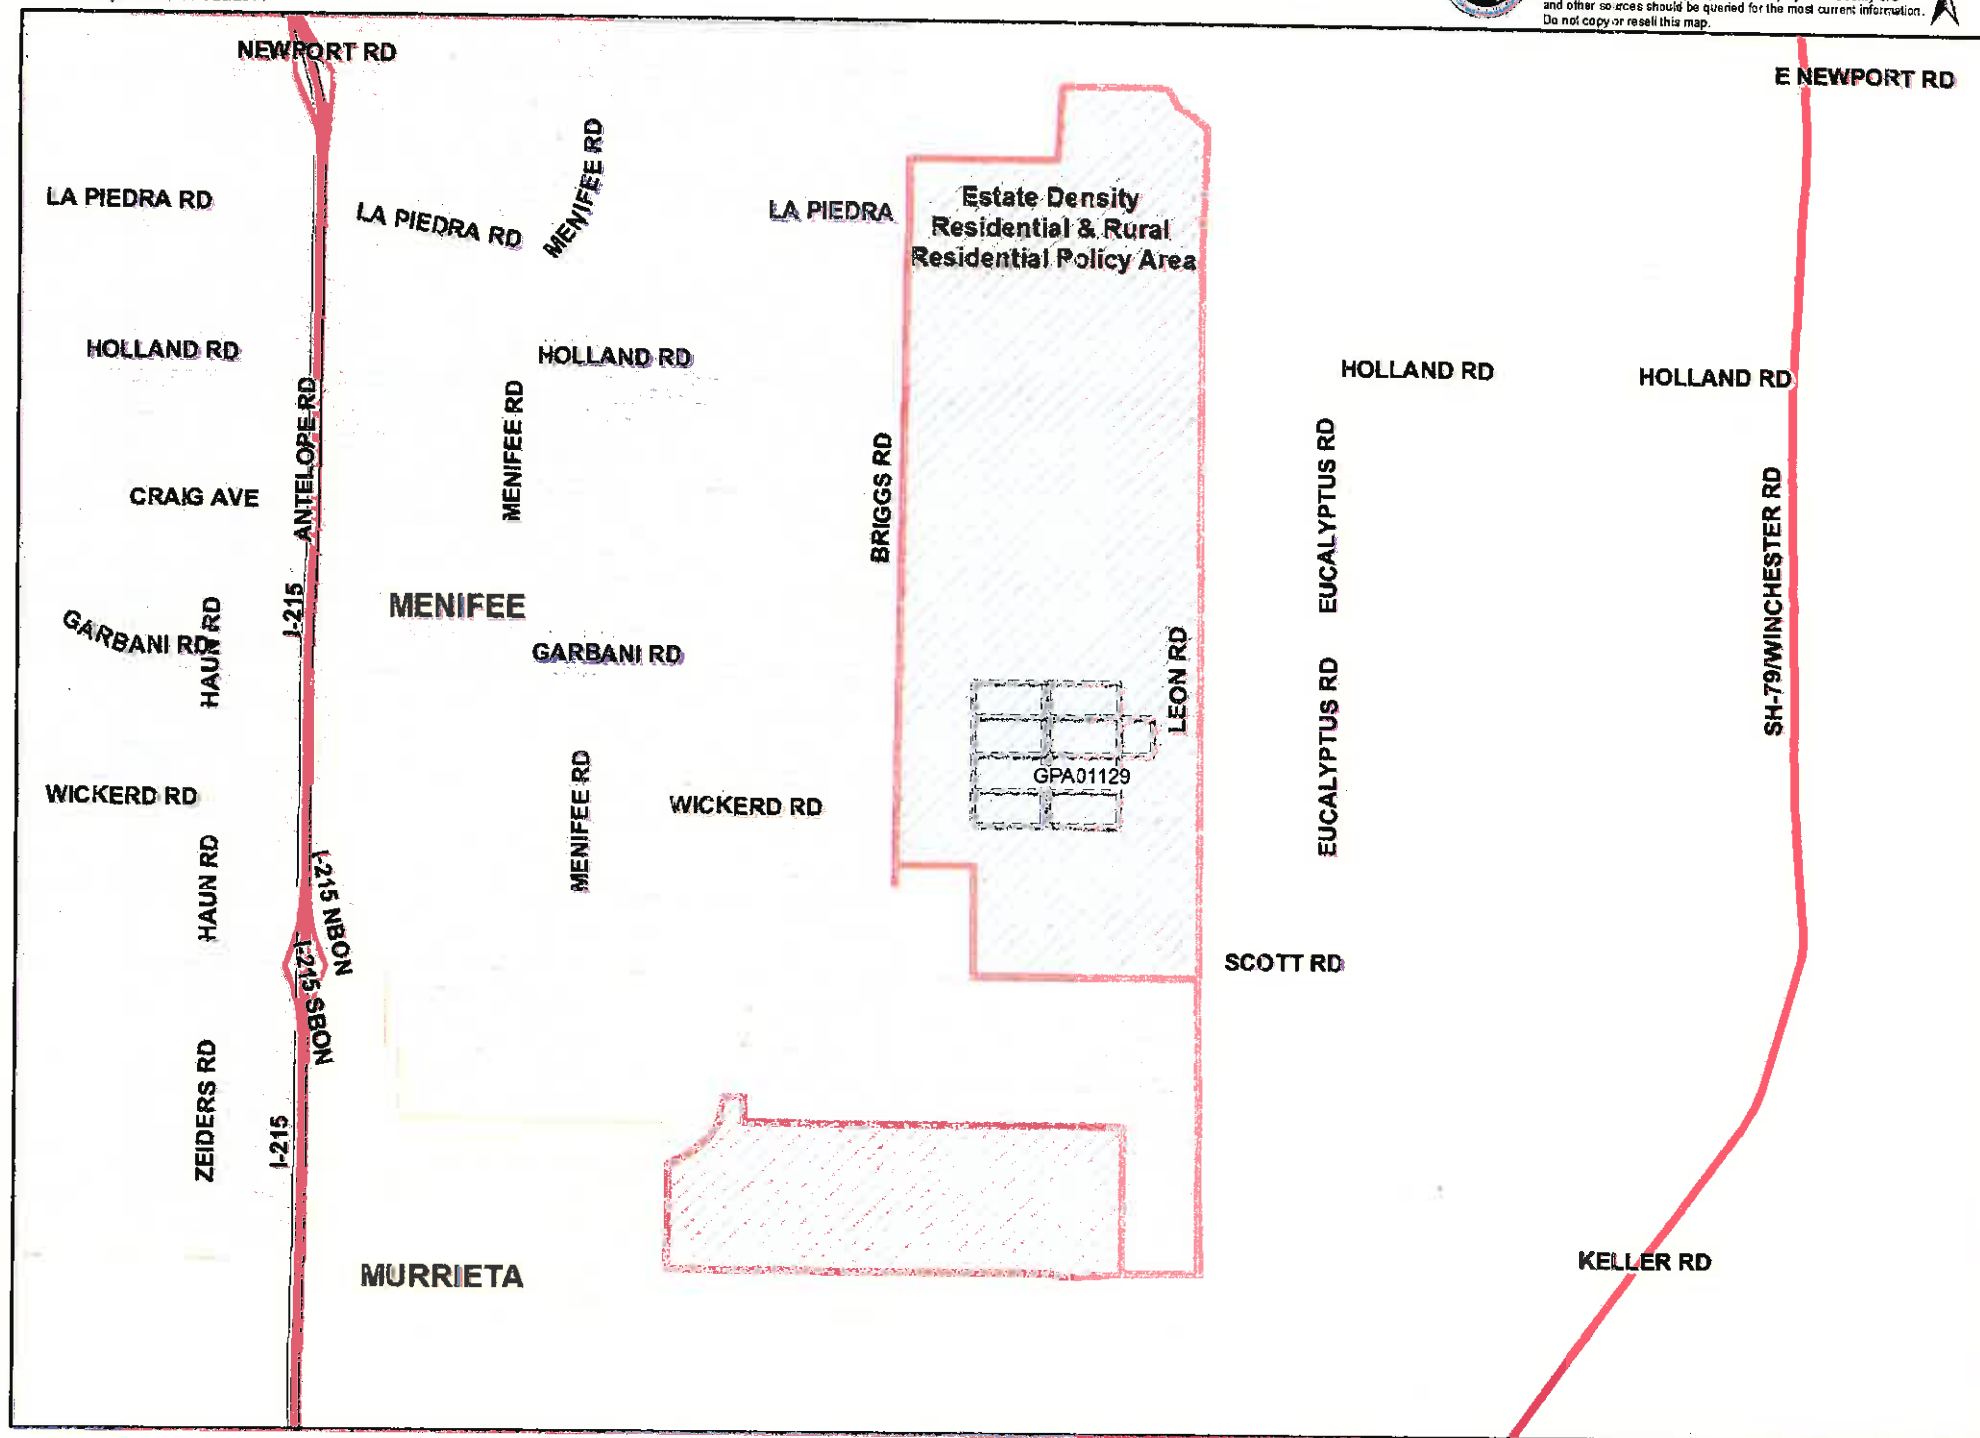 and other sources should be queried for the most current information.
Do not copy or resell this map.
NEWPORT RD
E NEWPORT RD
MENIFEE RD
LA PIEDRA RD
LA PIEDRA RD
LA PIEDRA
Estate Density
Residential & Rural
Residential Policy Area
HOLLAND RD
HOLLAND RD
HOLLAND RD
HOLLAND RD
ANTELOPE RD
MENIFEE RD
BRIGGS RD
EUCALYPTUS RD
SH-79/WINCHESTER RD
CRAIG AVE
I-215
MENIFEE
GARBANI RD
HAUN RD
GARBANI RD
LEON RD
EUCALYPTUS RD
MENIFEE RD
GPA01129
WICKERD RD
WICKERD RD
HAUN RD
I-215 NBON
I-215 SBON
SCOTT RD
ZEIDERS RD
I-215
MURRIETA
KELLER RD